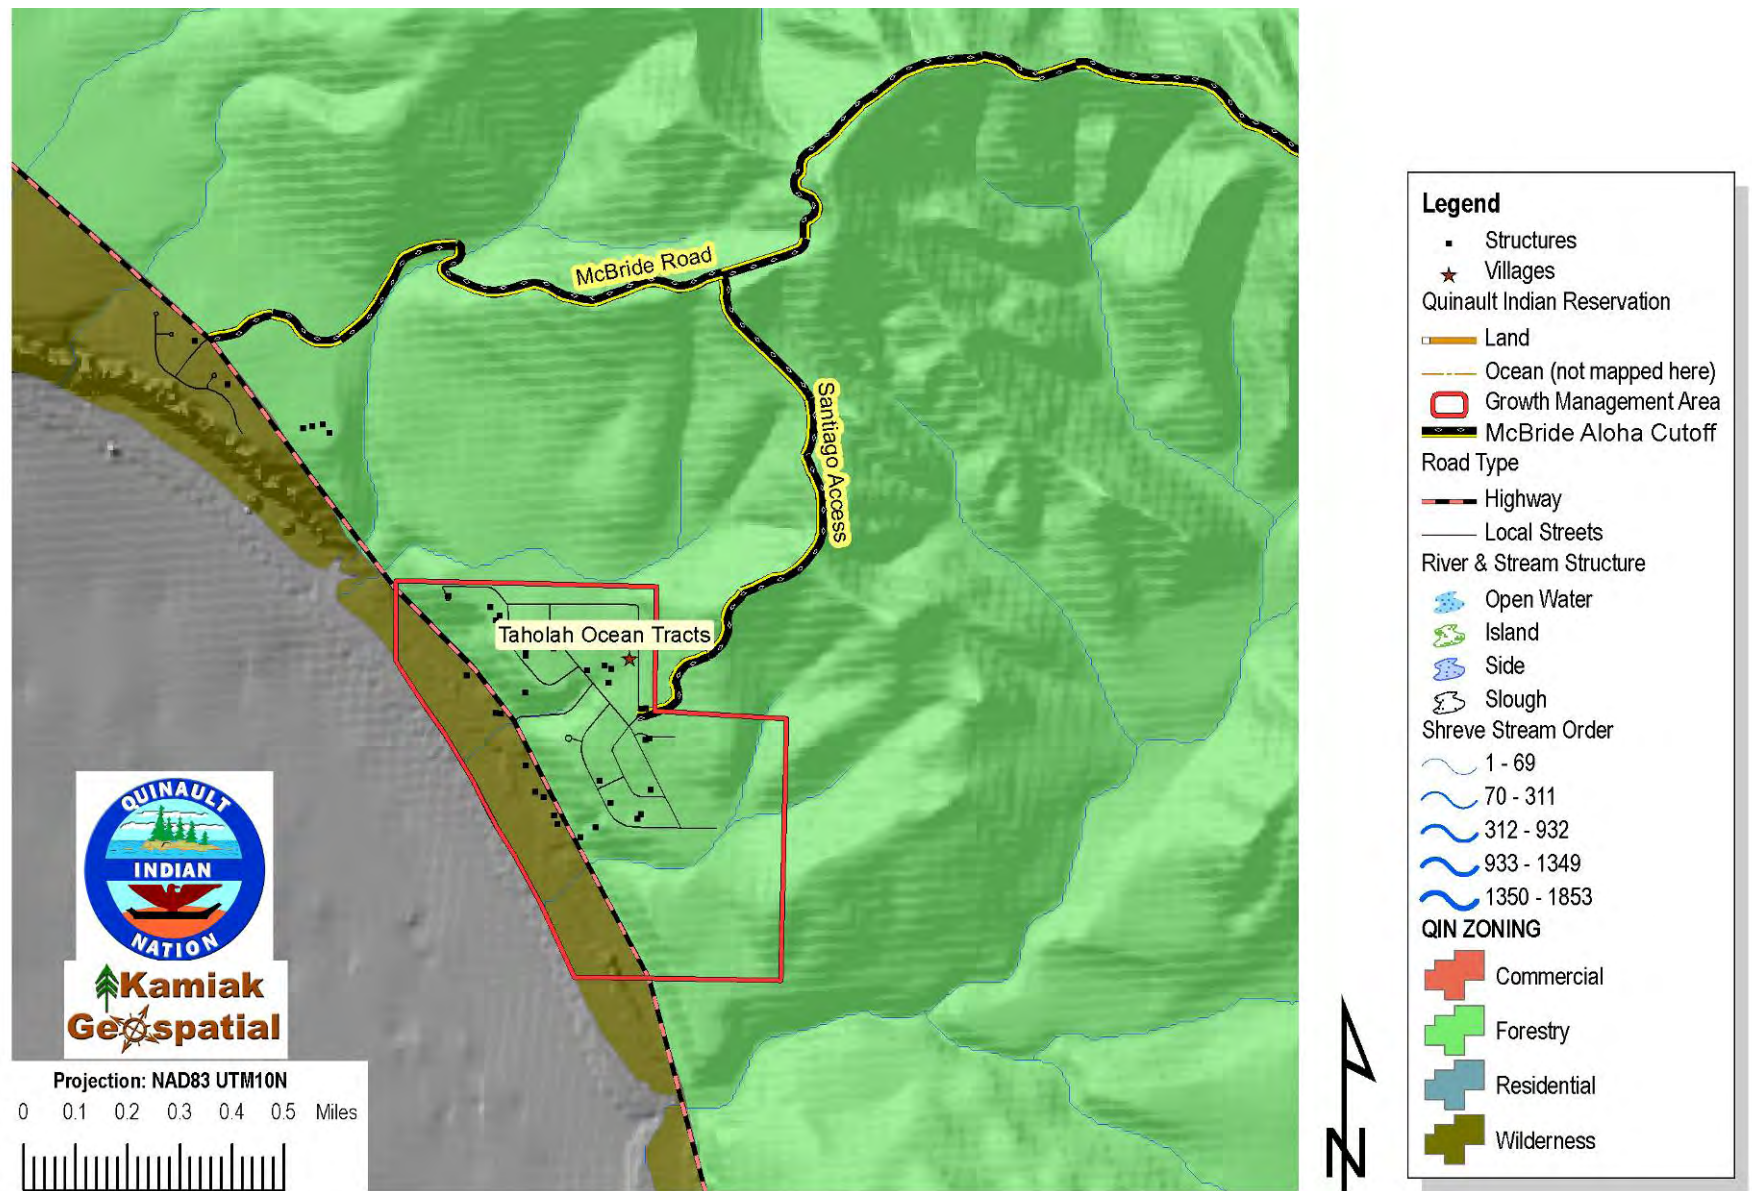 McBride Road
Santiago Access
Taholah Ocean Tracts
QUINAULT
INDIAN
NATION
Kamiak
Geospatial
Projection: NAD83 UTM10N
0 0.1 0.2 0.3 0.4 0.5 Miles
N
Legend
Structures
Villages
Quinault Indian Reservation
Land
Ocean (not mapped here)
Growth Management Area
McBride Aloha Cutoff
Road Type
Highway
Local Streets
River & Stream Structure
Open Water
Island
Side
Slough
Shreve Stream Order
1 - 69
70 - 311
312 - 932
933 - 1349
1350 - 1853
QIN ZONING
Commercial
Forestry
Residential
Wilderness